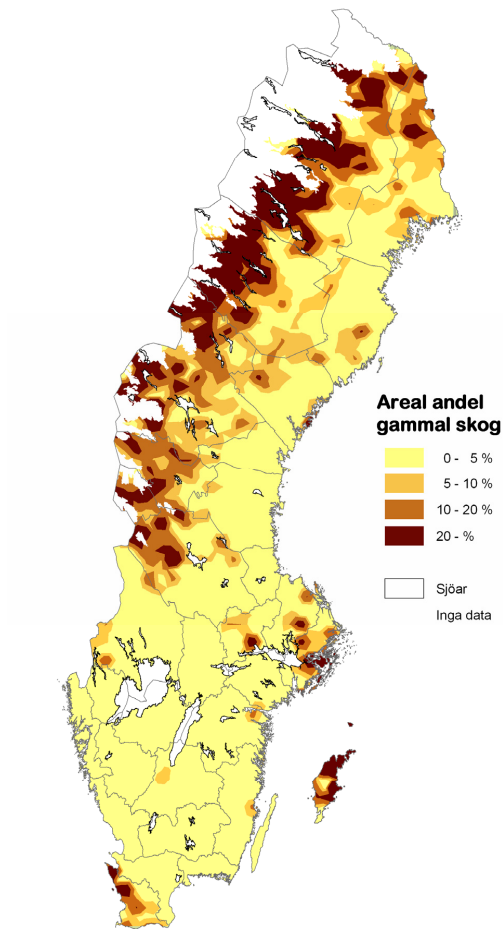 Areal andel
gammal skog
0 - 5 %
5 - 10 %
10 - 20 %
20 - %
Sjöar
Inga data